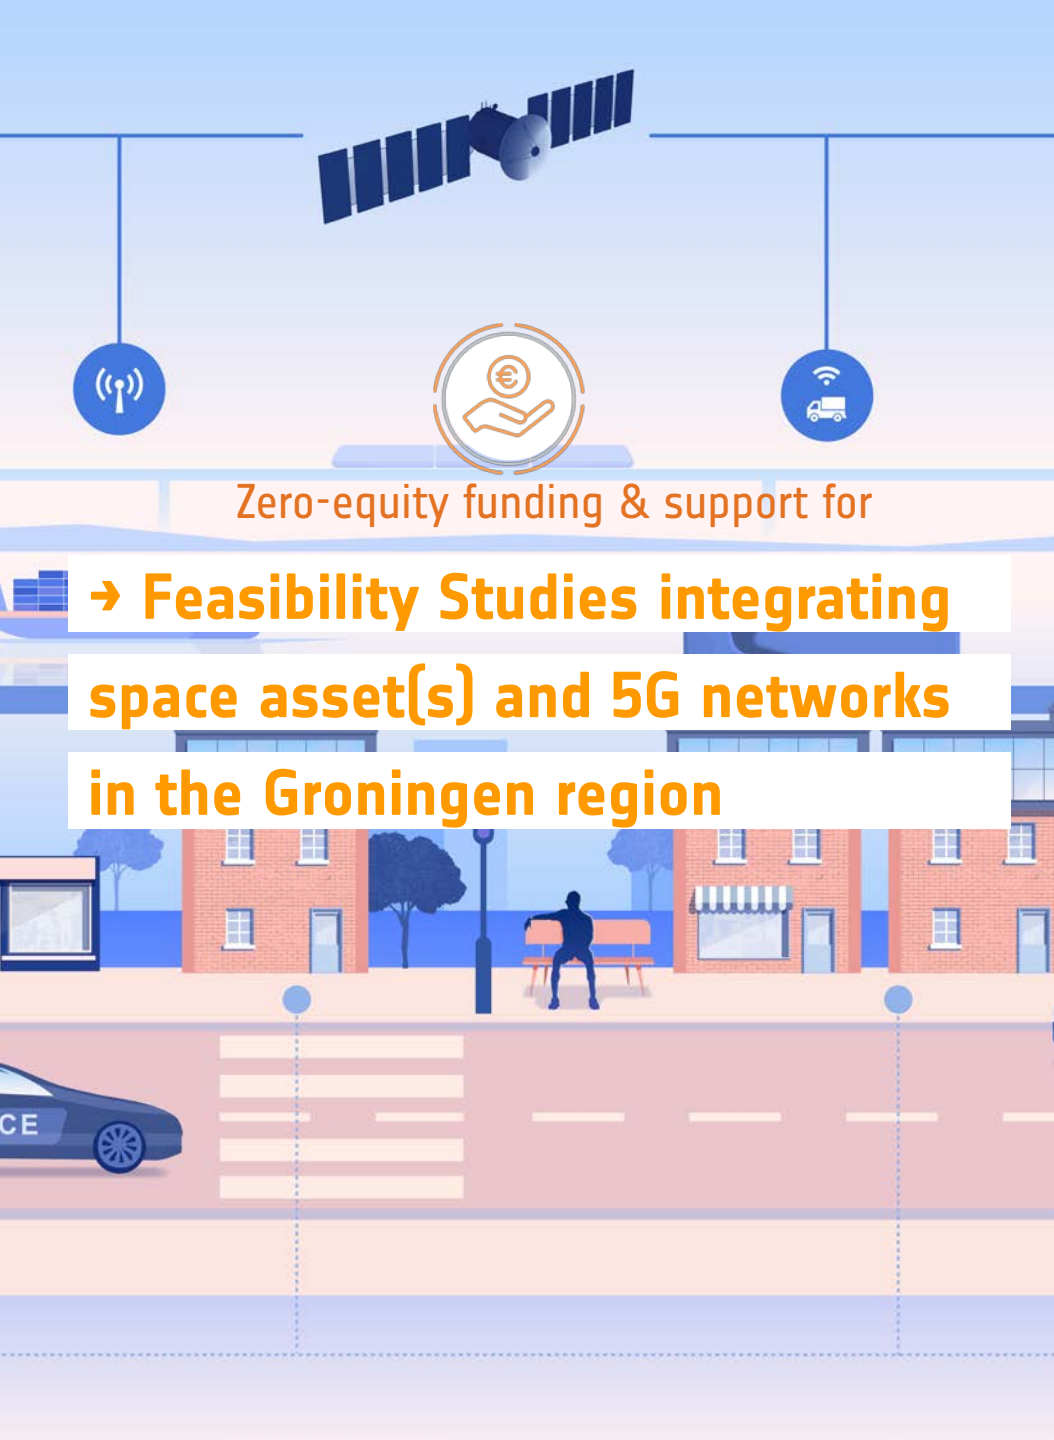 €
Zero-equity funding & support for
→ Feasibility Studies integrating
space asset(s) and 5G networks
in the Groningen region
CE